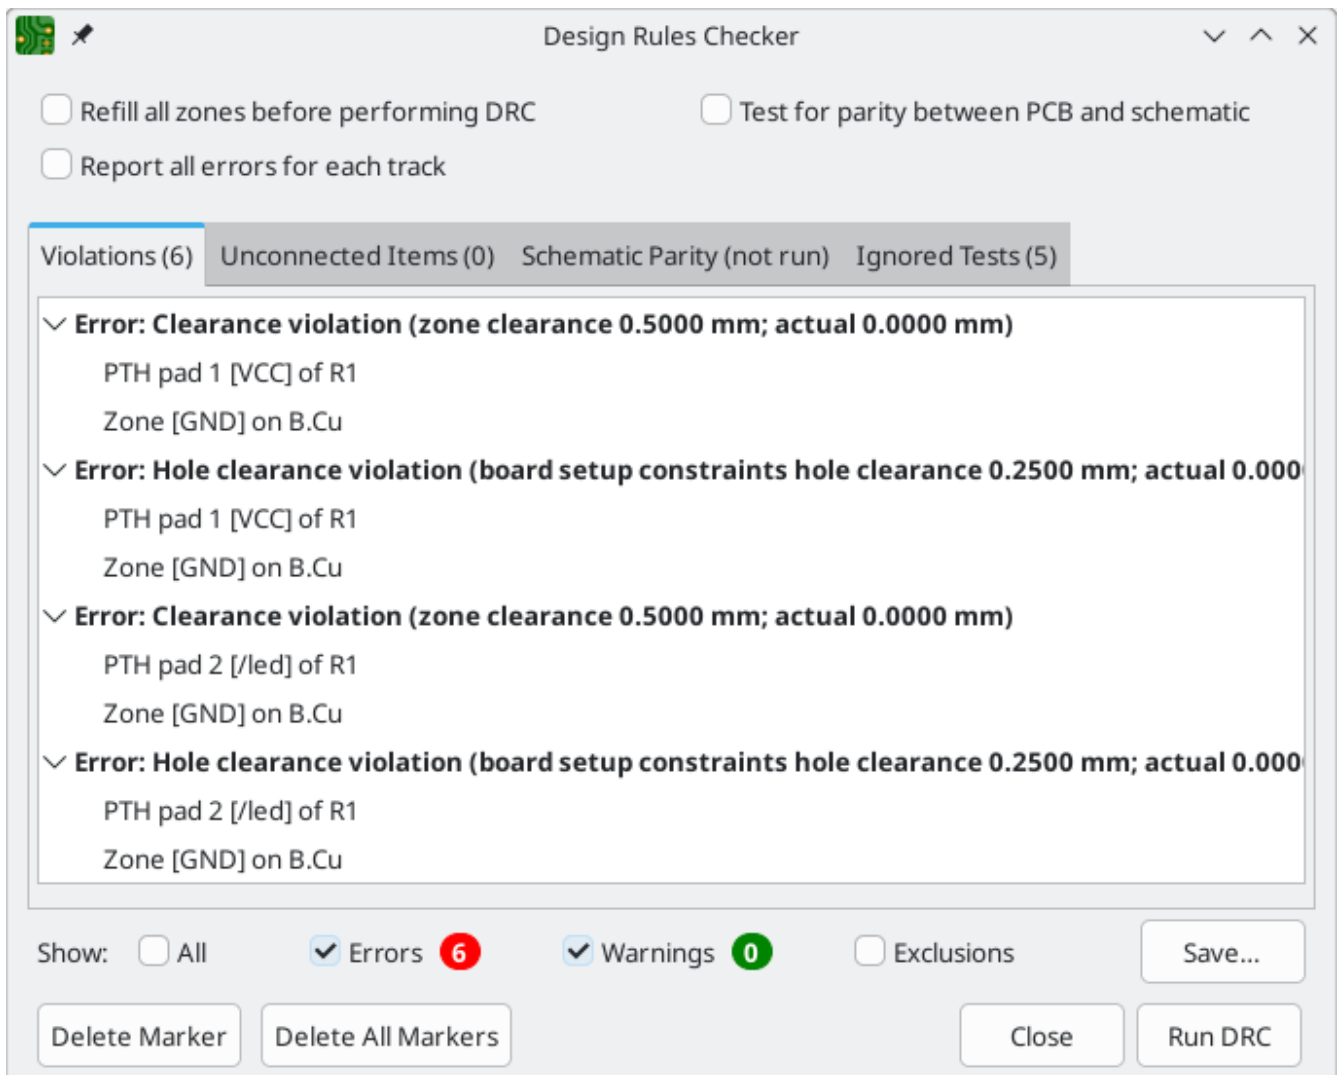 Design Rules Checker
Refill all zones before performing DRC
Test for parity between PCB and schematic
Report all errors for each track
Violations (6) Unconnected Items (0) Schematic Parity (not run) Ignored Tests (5)
Error: Clearance violation (zone clearance 0.5000 mm; actual 0.0000 mm)
PTH pad 1 [VCC] of R1
Zone [GND] on B.Cu
Error: Hole clearance violation (board setup constraints hole clearance 0.2500 mm; actual 0.000
PTH pad 1 [VCC] of R1
Zone [GND] on B.Cu
Error: Clearance violation (zone clearance 0.5000 mm; actual 0.0000 mm)
PTH pad 2 [/led] of R1
Zone [GND] on B.Cu
Error: Hole clearance violation (board setup constraints hole clearance 0.2500 mm; actual 0.000
PTH pad 2 [/led] of R1
Zone [GND] on B.Cu
Show: All Errors 6 Warnings 0 Exclusions Save...
Delete Marker Delete All Markers Close Run DRC